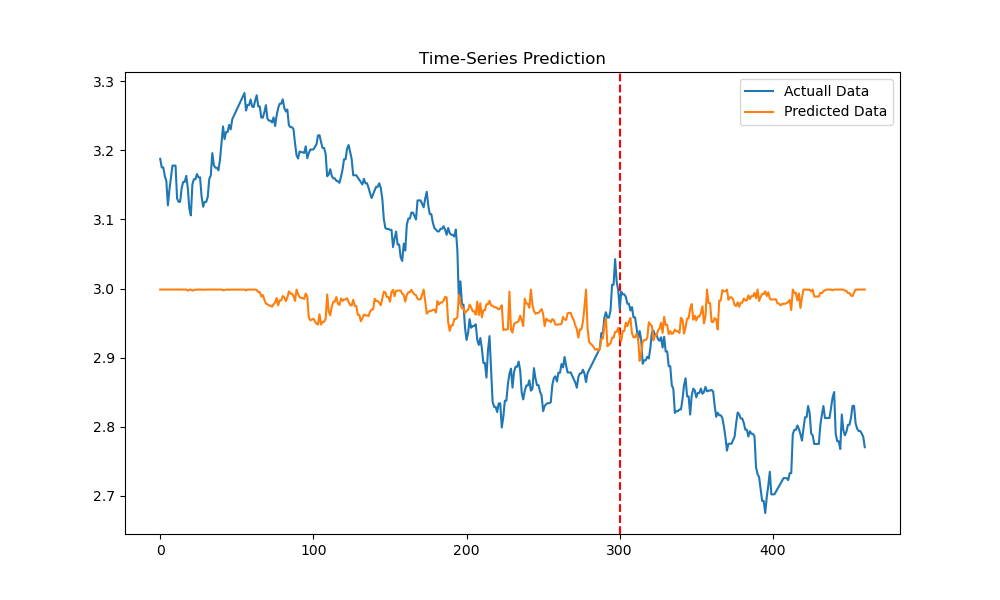 Time-Series Prediction
Actuall Data
Predicted Data
3.3
3.2
3.1
3.0
2.9
2.8
2.7
0 100 200 300 400